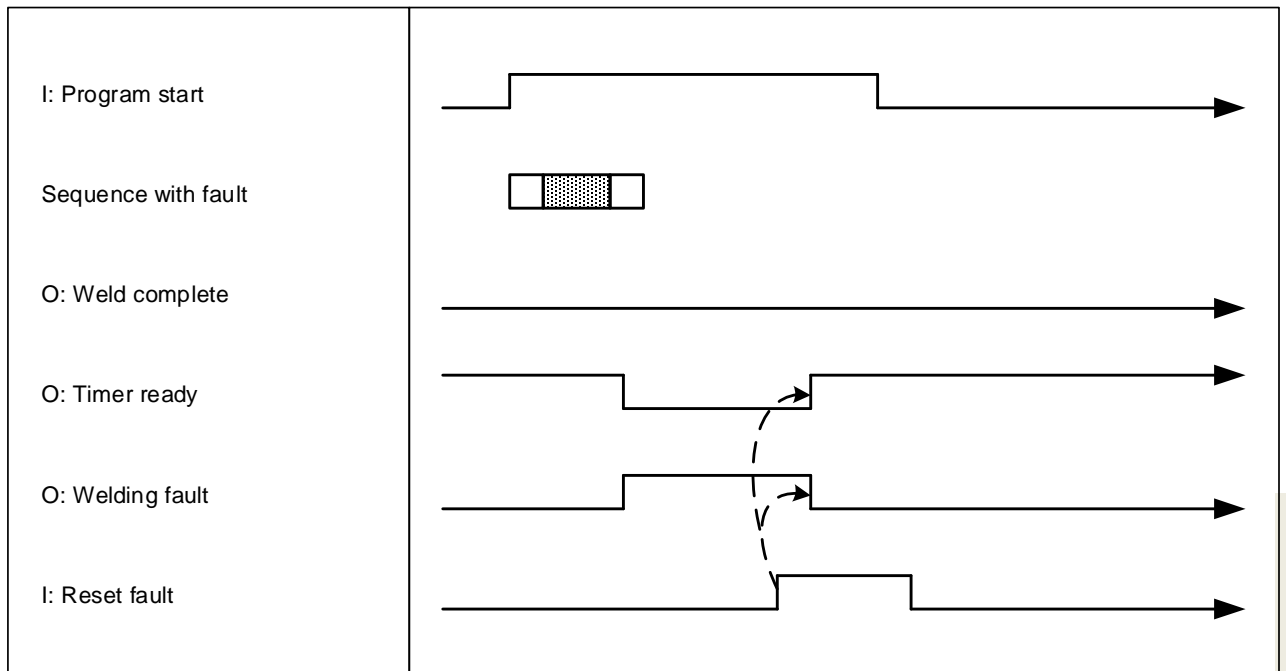 I: Program start
Sequence with fault
O: Weld complete
O: Timer ready
O: Welding fault
I: Reset fault